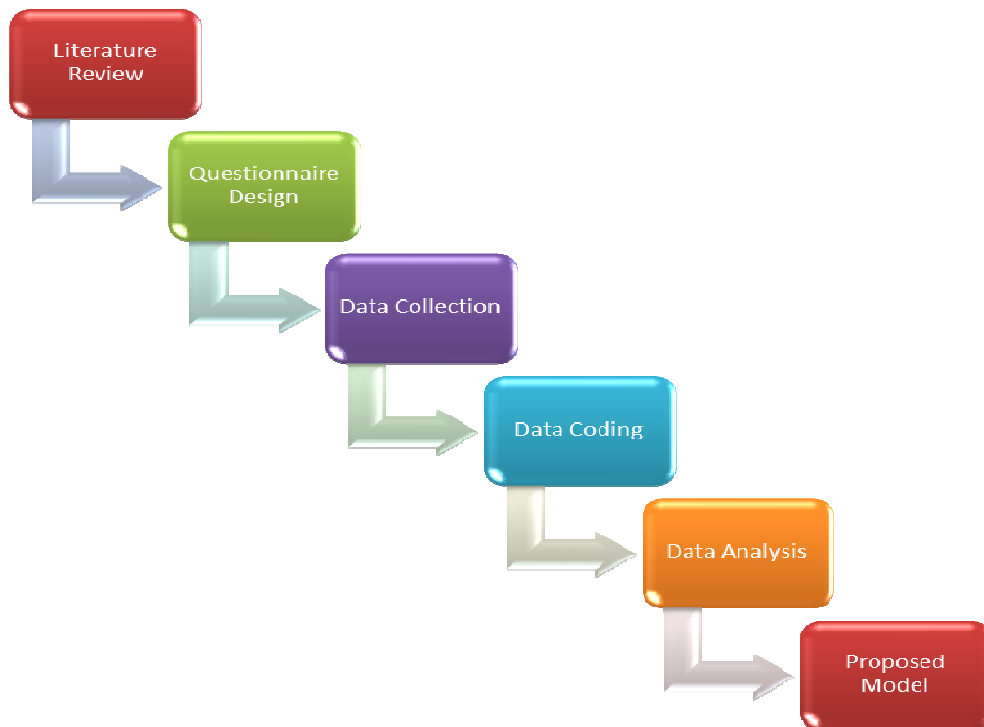 Literature
Review
Questionnaire
Design
Data Collection
Data Coding
Data Analysis
Proposed
Model